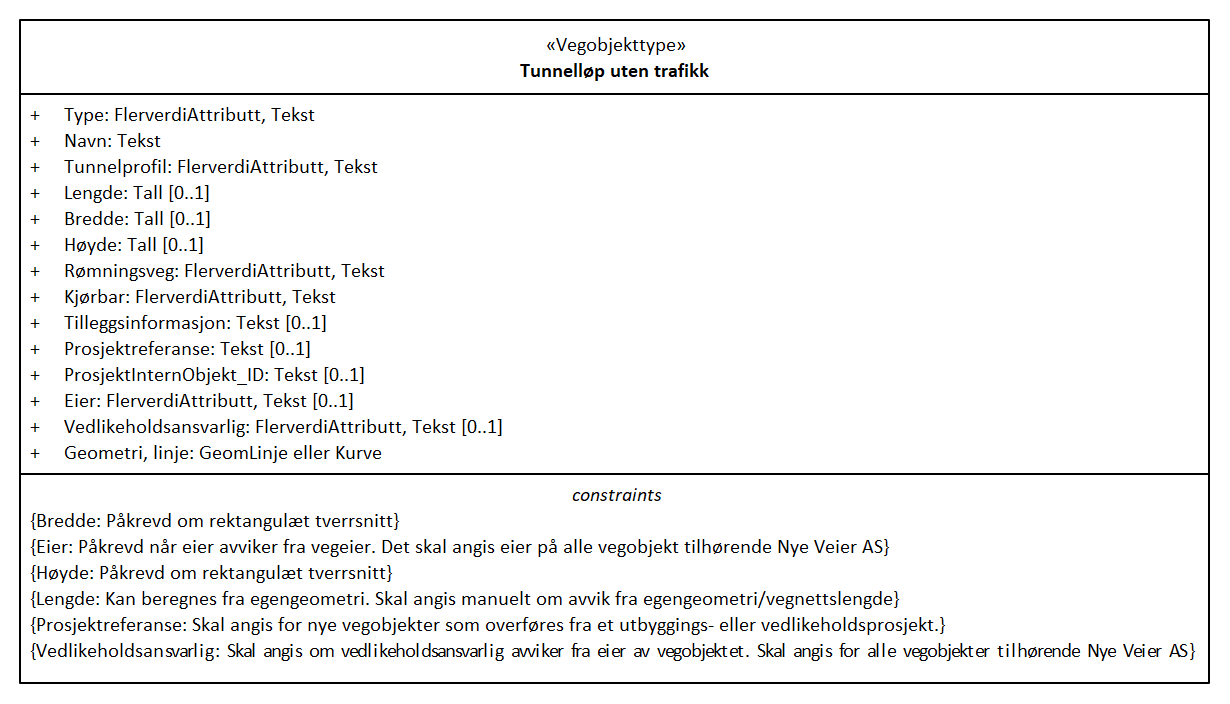 «Vegobjekttype»
Tunnelløp uten trafikk
+ Type: FlerverdiAttributt, Tekst
+ Navn: Tekst
+ Tunnelprofil: FlerverdiAttributt, Tekst
+ Lengde: Tall [0..1]
+ Bredde: Tall [0..1]
+ Høyde: Tall [0..1]
+ Rømningsveg: FlerverdiAttributt, Tekst
+ Kjørbar: FlerverdiAttributt, Tekst
+ Tilleggsinformasjon: Tekst [0..1]
+ Prosjektreferanse: Tekst [0..1]
+ ProsjektInternObjekt_ID: Tekst [0..1]
+ Eier: FlerverdiAttributt, Tekst [0..1]
+ Vedlikeholdsansvarlig: FlerverdiAttributt, Tekst [0..1]
+ Geometri, linje: GeomLinje eller Kurve
constraints
{Bredde: Påkrevd om rektangulæt tverrsnitt}
{Eier: Påkrevd når eier avviker fra vegeier. Det skal angis eier på alle vegobjekt tilhørende Nye Veier AS}
{Høyde: Påkrevd om rektangulæt tverrsnitt}
{Lengde: Kan beregnes fra egengeometri. Skal angis manuelt om avvik fra egengeometri/vegnettslengde}
{Prosjektreferanse: Skal angis for nye vegobjekter som overføres fra et utbyggings- eller vedlikeholdsprosjekt.}
{Vedlikeholdsansvarlig: Skal angis om vedlikeholdsansvarlig avviker fra eier av vegobjektet. Skal angis for alle vegobjekter tilhørende Nye Veier AS}